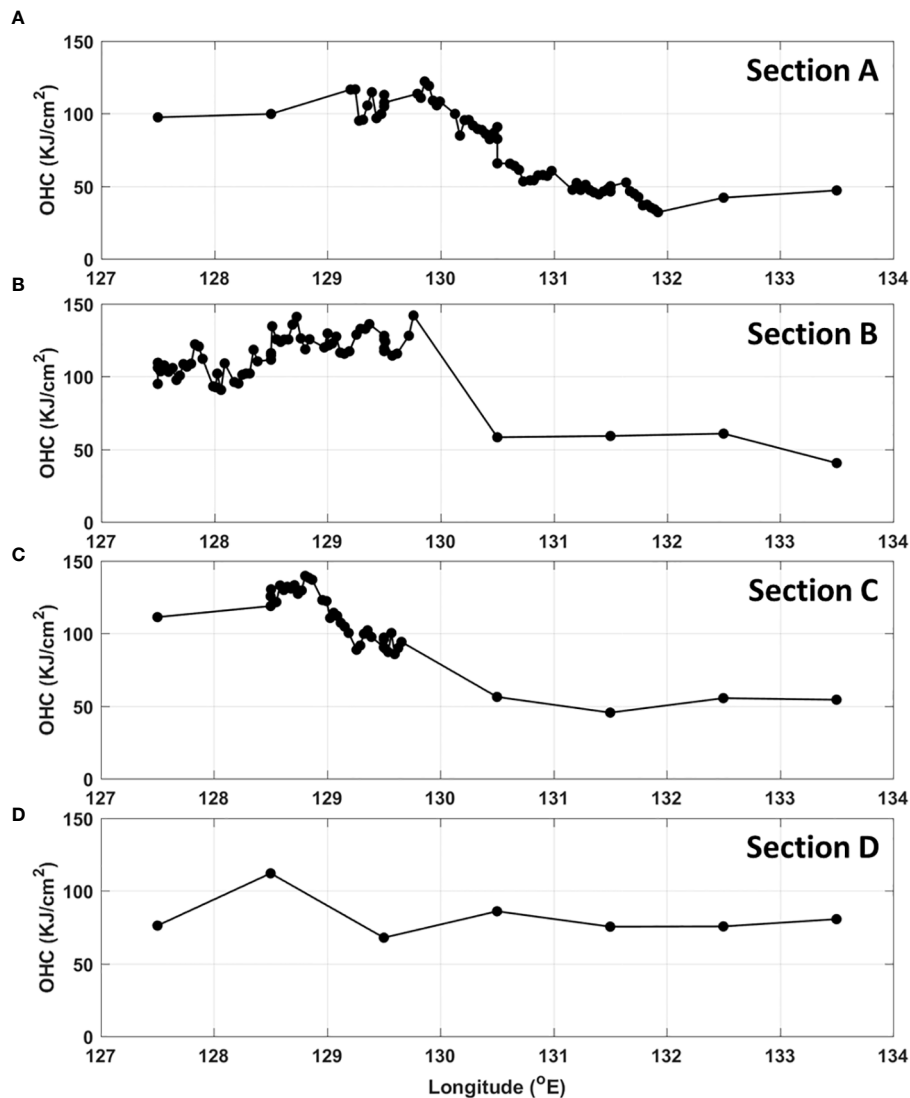 A
150
100
50
0
OHC (KJ/cm²)
Section A
127 128 129 130 131 132 133 134
B
150
100
50
0
OHC (KJ/cm²)
Section B
127 128 129 130 131 132 133 134
C
150
100
50
0
OHC (KJ/cm²)
Section C
127 128 129 130 131 132 133 134
D
150
100
50
0
OHC (KJ/cm²)
Section D
127 128 129 130 131 132 133 134
Longitude (°E)